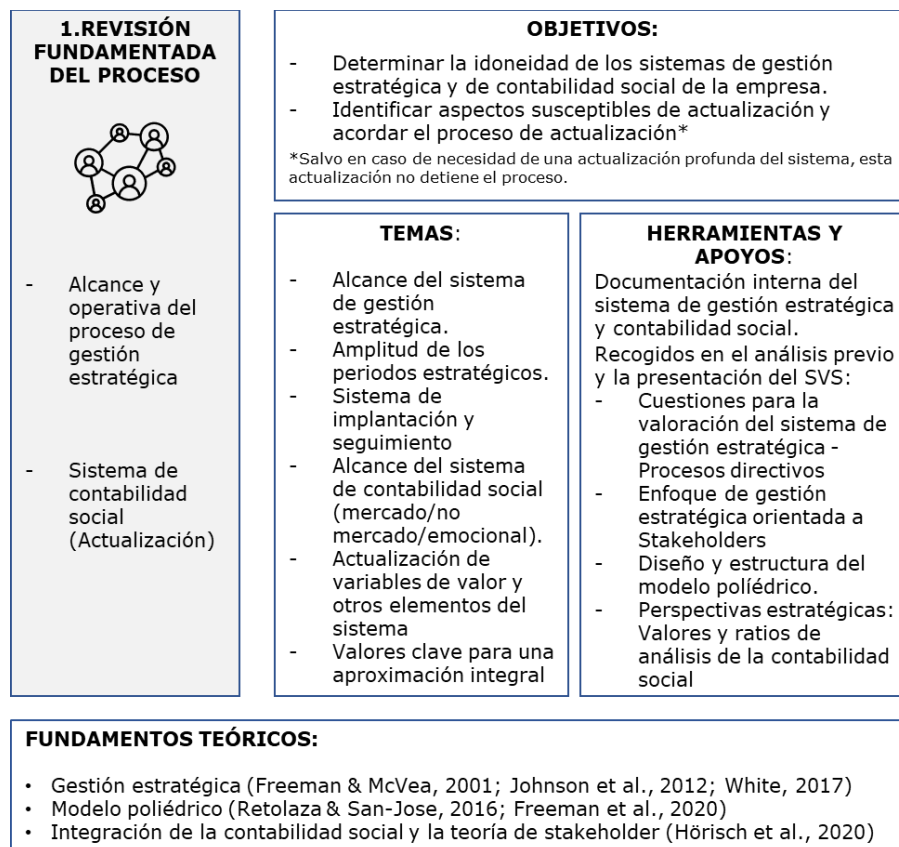 1.REVISIÓN
FUNDAMENTADA
DEL PROCESO
- Alcance y
operativa del
proceso de
gestión
estratégica
- Sistema de
contabilidad
social
(Actualización)
OBJETIVOS:
- Determinar la idoneidad de los sistemas de gestión
estratégica y de contabilidad social de la empresa.
- Identificar aspectos susceptibles de actualización y
acordar el proceso de actualización*
*Salvo en caso de necesidad de una actualización profunda del sistema, esta
actualización no detiene el proceso.
TEMAS:
- Alcance del sistema
de gestión
estratégica.
- Amplitud de los
periodos estratégicos.
- Sistema de
implantación y
seguimiento
- Alcance del sistema
de contabilidad social
(mercado/no
mercado/emocional).
- Actualización de
variables de valor y
otros elementos del
sistema
- Valores clave para una
aproximación integral
HERRAMIENTAS Y
APOYOS:
Documentación interna del
sistema de gestión estratégica
y contabilidad social.
Recogidos en el análisis previo
y la presentación del SVS:
- Cuestiones para la
valoración del sistema de
gestión estratégica -
Procesos directivos
- Enfoque de gestión
estratégica orientada a
Stakeholders
- Diseño y estructura del
modelo políédrico.
- Perspectivas estratégicas:
Valores y ratios de
análisis de la contabilidad
social
FUNDAMENTOS TEÓRICOS:
• Gestión estratégica (Freeman & McVea, 2001; Johnson et al., 2012; White, 2017)
• Modelo poliédrico (Retolaza & San-Jose, 2016; Freeman et al., 2020)
• Integración de la contabilidad social y la teoría de stakeholder (Hörisch et al., 2020)